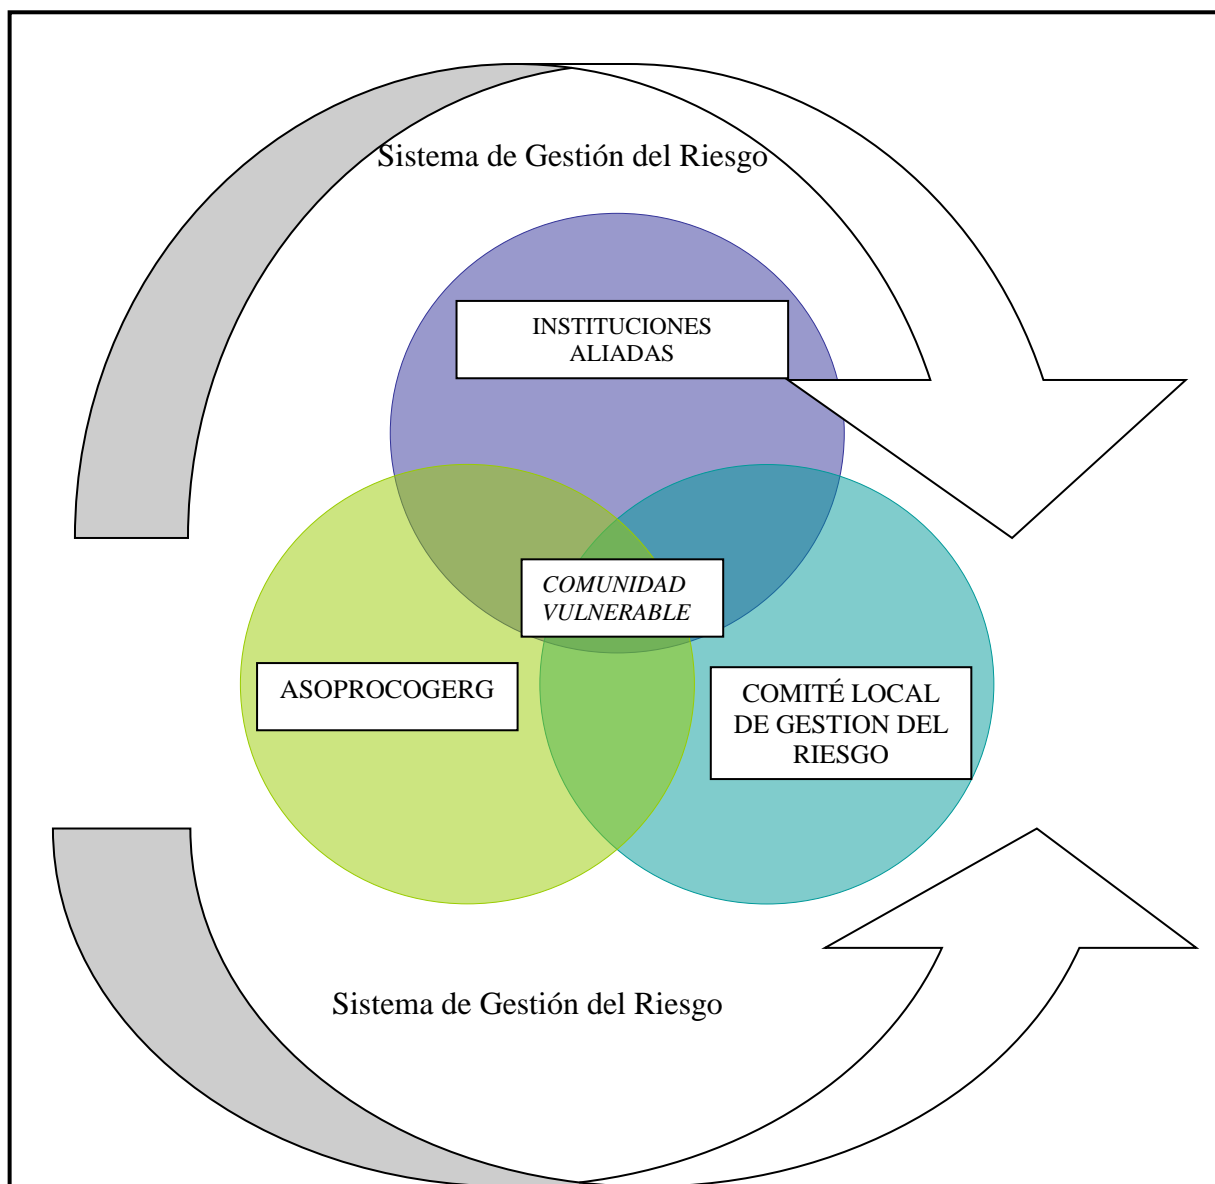 Sistema de Gestión del Riesgo
INSTITUCIONES
ALIADAS
COMUNIDAD
VULNERABLE
ASOPROCOGERG
COMITÉ LOCAL
DE GESTION DEL
RIESGO
Sistema de Gestión del Riesgo